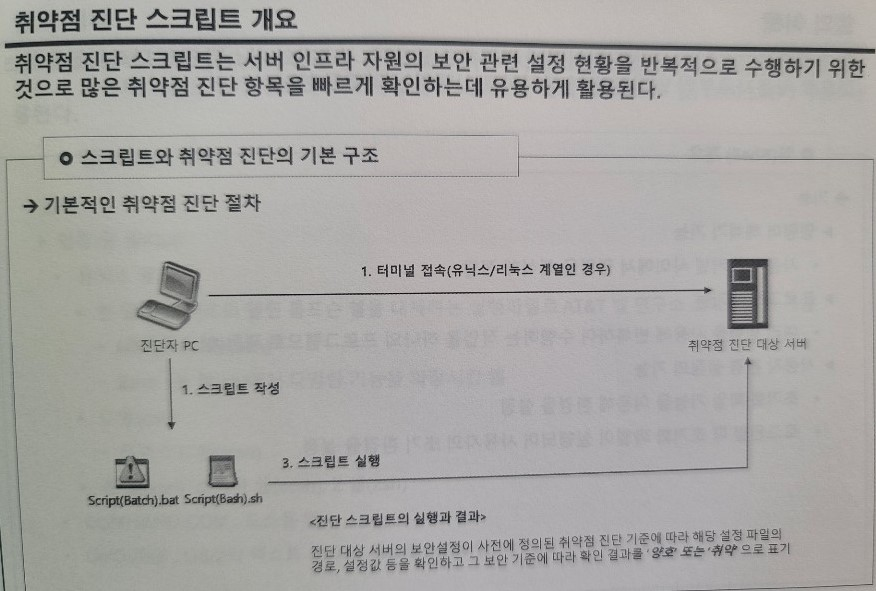 취약점 진단 스크립트 개요
취약점 진단 스크립트는 서버 인프라 자원의 보안 관련 설정 현황을 반복적으로 수행하기 위한
것으로 많은 취약점 진단 항목을 빠르게 확인하는데 유용하게 활용된다.
스크립트와 취약점 진단의 기본 구조
→ 기본적인 취약점 진단 절차
1. 터미널 접속(유닉스/리눅스 계열인 경우)
진단자 PC
취약점 진단 대상 서버
1. 스크립트 작성
3. 스크립트 실행
Script(Batch).bat Script(Bash).sh
<진단 스크립트의 실행과 결과>
진단 대상 서버의 보안설정이 사전에 정의된 취약점 진단 기준에 따라 해당 설정 파일의
경로, 설정값 등을 확인하고 그 보안 기준에 따라 확인 결과를 '양호' 또는 '취약'으로 표기